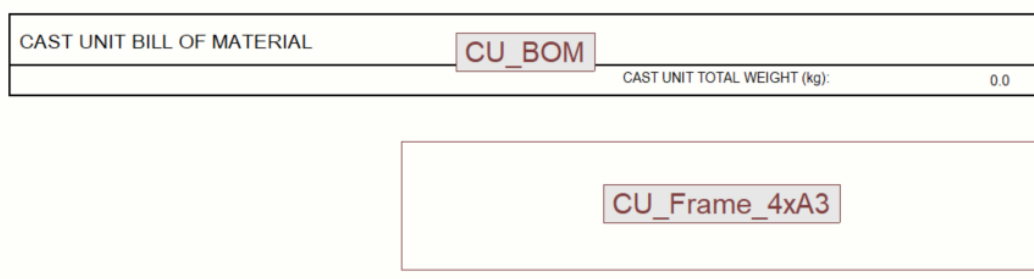 CAST UNIT BILL OF MATERIAL
CU_BOM
CAST UNIT TOTAL WEIGHT (kg): 0.0
CU_Frame_4xA3